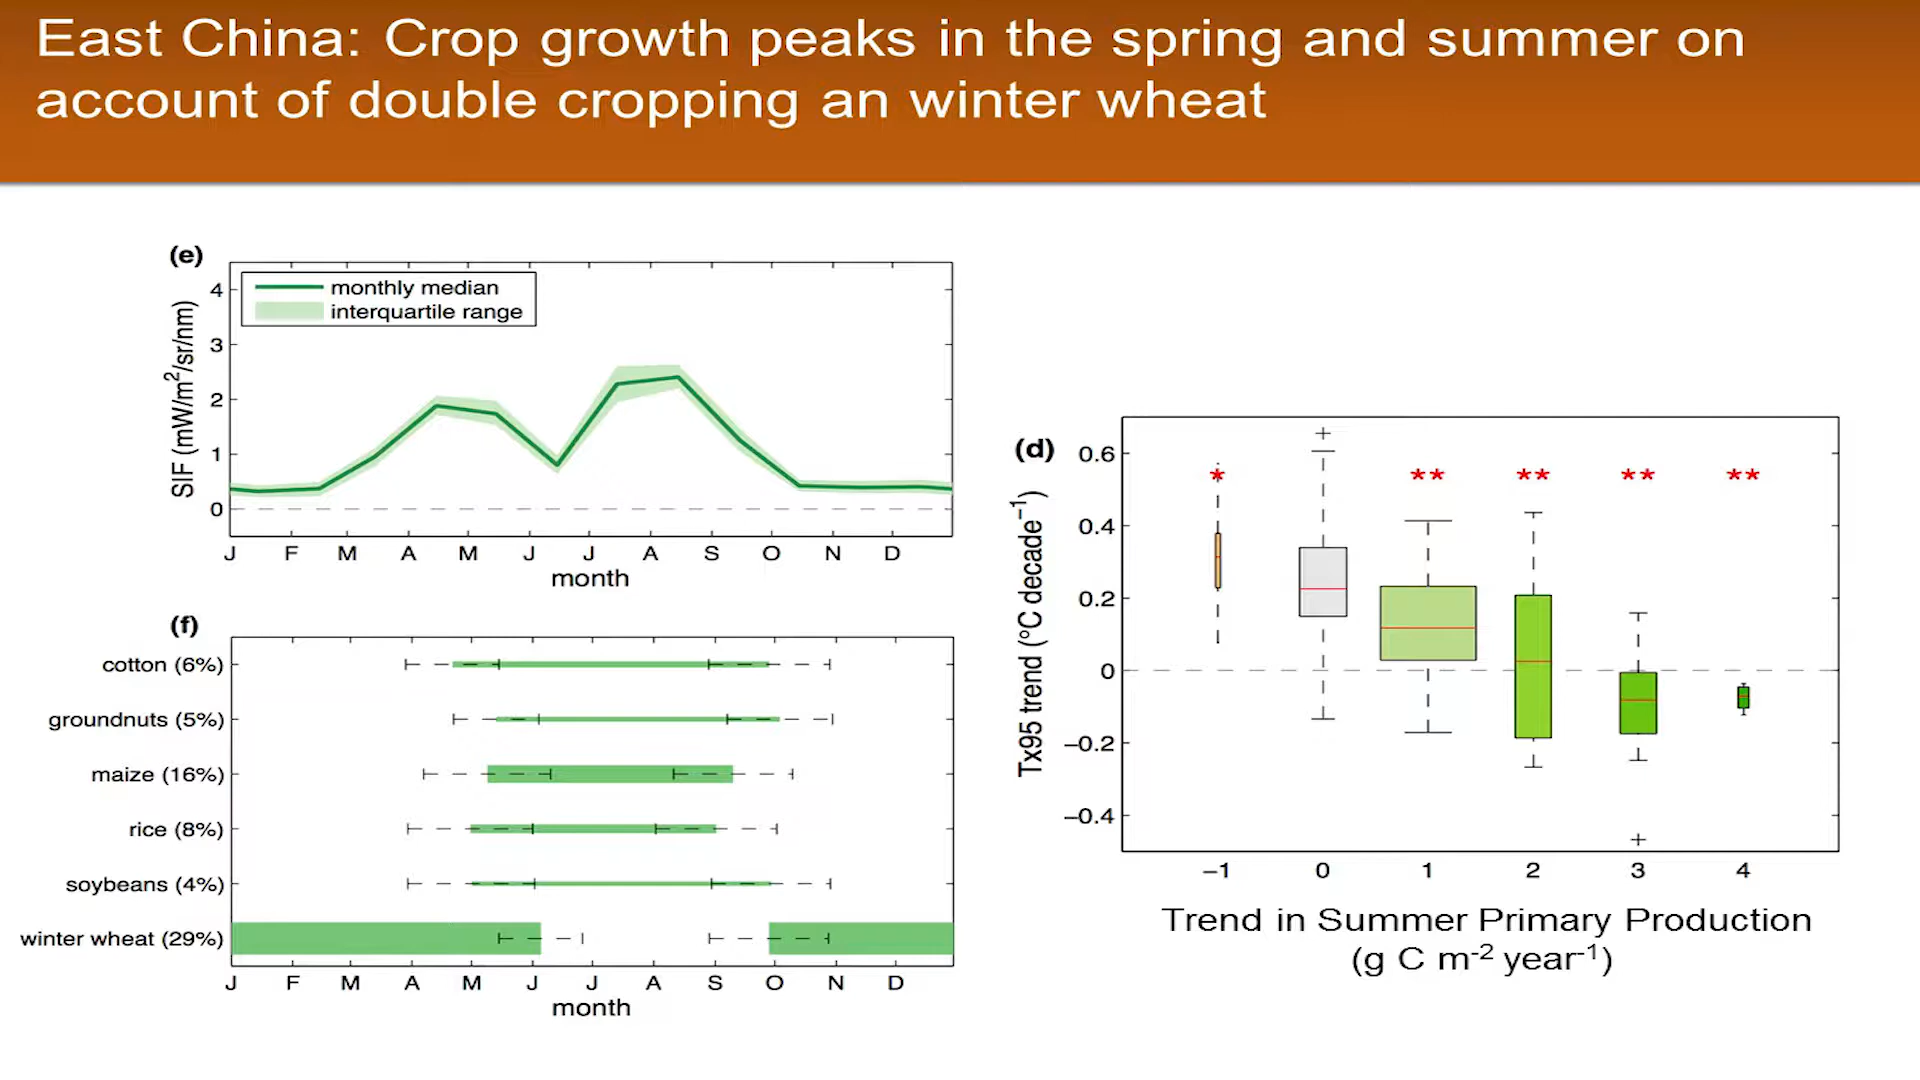 East China: Crop growth peaks in the spring and summer on
account of double cropping an winter wheat
(e)
monthly median
interquartile range
SIF (mW/m2/sr/nm)
4
3
2
1
0
J F M A M J J A S O N D
month
(f)
cotton (6%)
groundnuts (5%)
maize (16%)
rice (8%)
soybeans (4%)
winter wheat (29%)
J F M A M J J A S O N D
month
(d)
Tx95 trend (°C decade−1)
0.6
0.4
0.2
0
−0.2
−0.4
* ** ** ** **
−1 0 1 2 3 4
Trend in Summer Primary Production
(g C m-2 year-1)